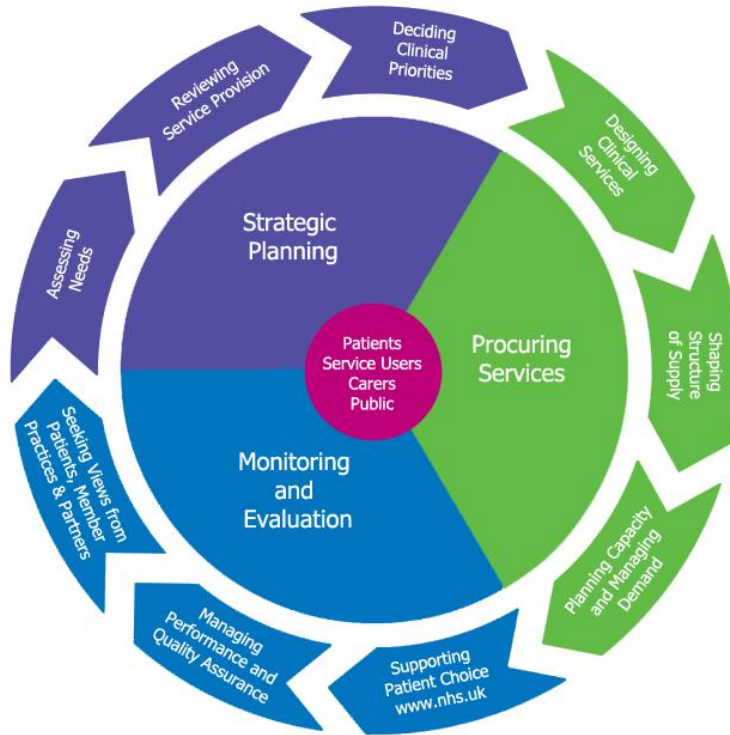 Deciding
Clinical
Priorities
Designing
Clinical
Services
Shaping
Structure
of Supply
Planning Capacity
and Managing
Demand
Supporting
Patient Choice
www.nhs.uk
Managing
Performance and
Quality Assurance
Seeking Views from
Patients, Member
Practices & Partners
Assessing
Needs
Reviewing
Service Provision
Strategic
Planning
Procuring
Services
Monitoring
and
Evaluation
Patients
Service Users
Carers
Public